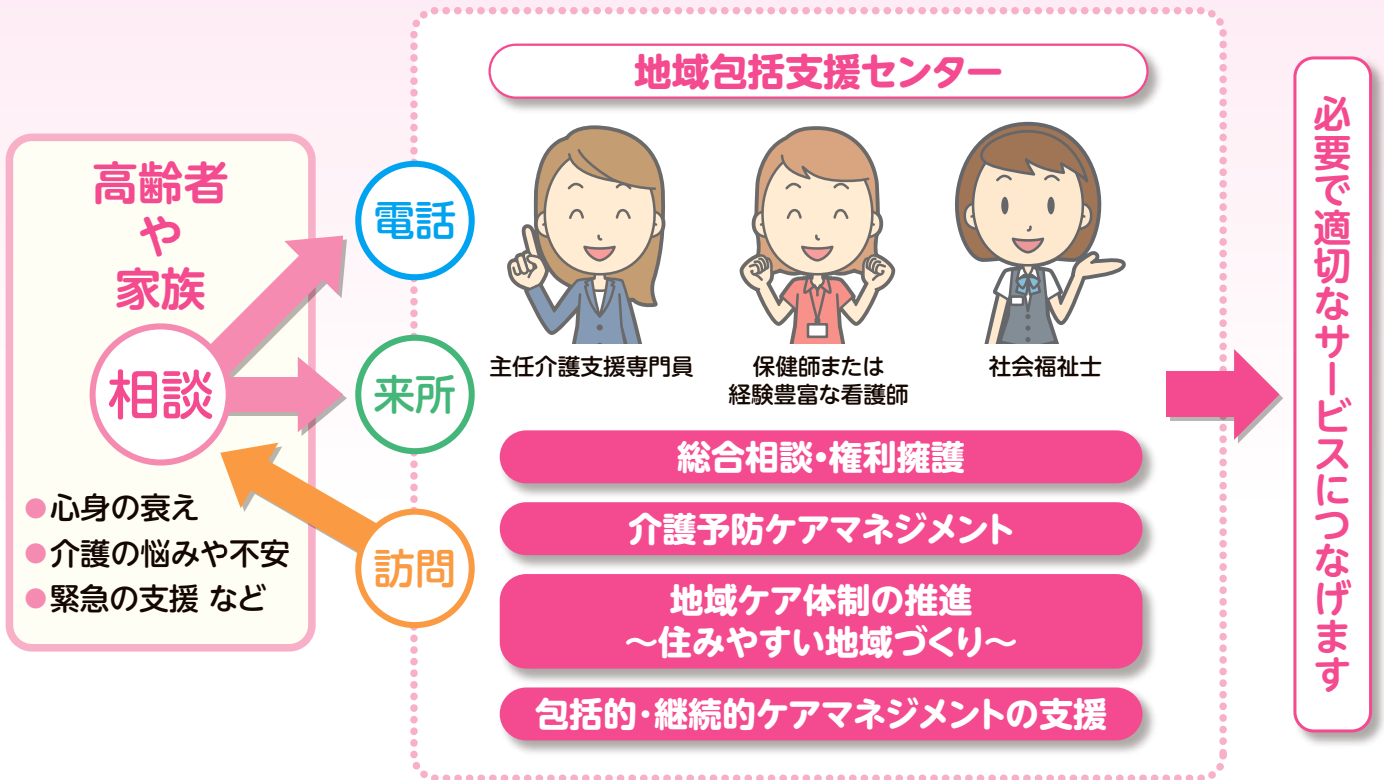 高齢者
や
家族
相談
●心身の衰え
●介護の悩みや不安
●緊急の支援 など
電話
来所
訪問
地域包括支援センター
主任介護支援専門員
保健師または
経験豊富な看護師
社会福祉士
総合相談・権利擁護
介護予防ケアマネジメント
地域ケア体制の推進
～住みやすい地域づくり～
包括的・継続的ケアマネジメントの支援
必要で適切なサービスにつなげます